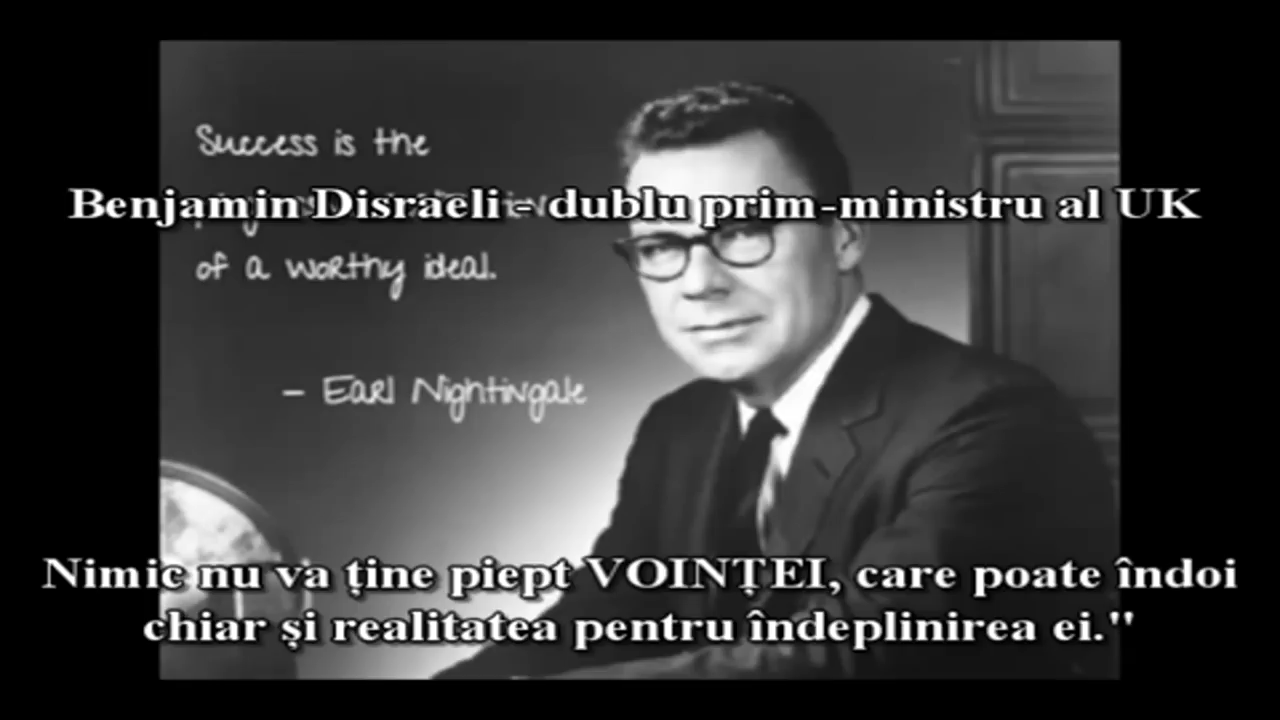 Success is the
Benjamin Disraeli - dublu prim-ministru al UK
of a worthy ideal.
- Earl Nightingale
Nimic nu va ține piept VOINȚEI, care poate îndoi
chiar și realitatea pentru îndeplinirea ei."